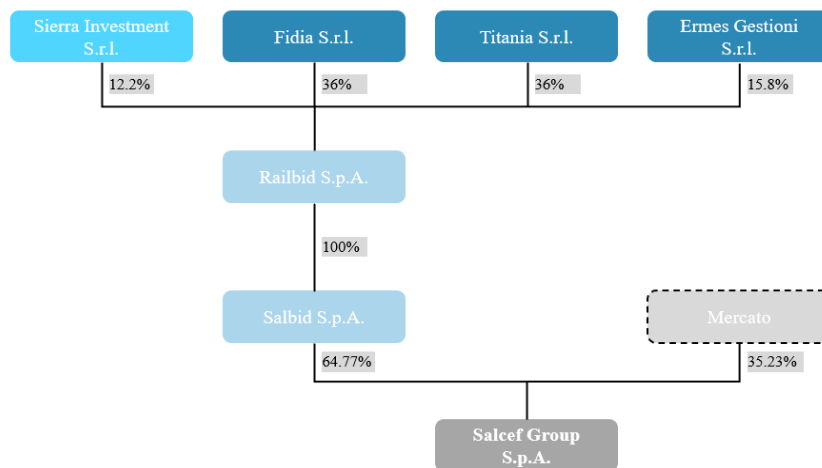 Sierra Investment
S.r.l.
Fidia S.r.l.
Titania S.r.l.
Ermes Gestioni
S.r.l.
12.2%
36%
36%
15.8%
Railbid S.p.A.
100%
Salbid S.p.A.
Mercato
64.77%
35.23%
Salcef Group
S.p.A.